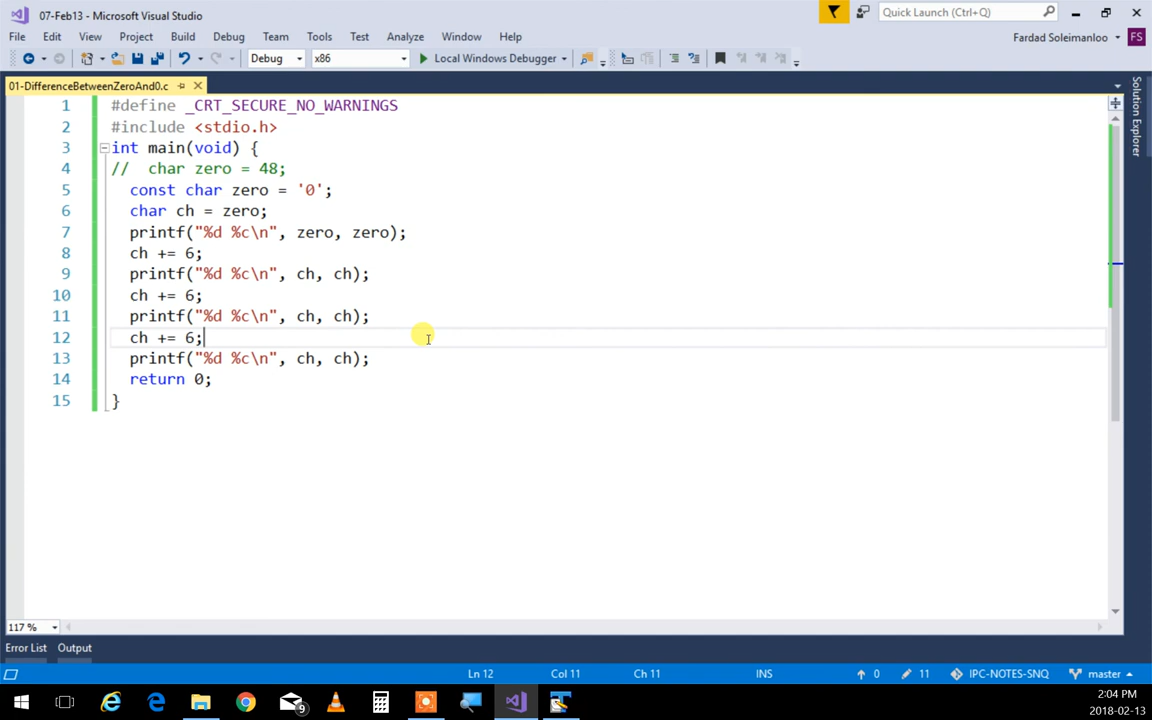 07-Feb13 - Microsoft Visual Studio
Quick Launch (Ctrl+Q)
File Edit View Project Build Debug Team Tools Test Analyze Window Help
Fardad Soleimanloo FS
Debug x86 Local Windows Debugger
01-DifferenceBetweenZeroAnd0.c
Solution Explorer
1 #define _CRT_SECURE_NO_WARNINGS
2 #include <stdio.h>
3 int main(void) {
4 // char zero = 48;
5 const char zero = '0';
6 char ch = zero;
7 printf("%d %c\n", zero, zero);
8 ch += 6;
9 printf("%d %c\n", ch, ch);
10 ch += 6;
11 printf("%d %c\n", ch, ch);
12 ch += 6;
13 printf("%d %c\n", ch, ch);
14 return 0;
15 }
117 %
Error List Output
Ln 12 Col 11 Ch 11 INS 0 11 IPC-NOTES-SNQ master
9
2:04 PM
2018-02-13